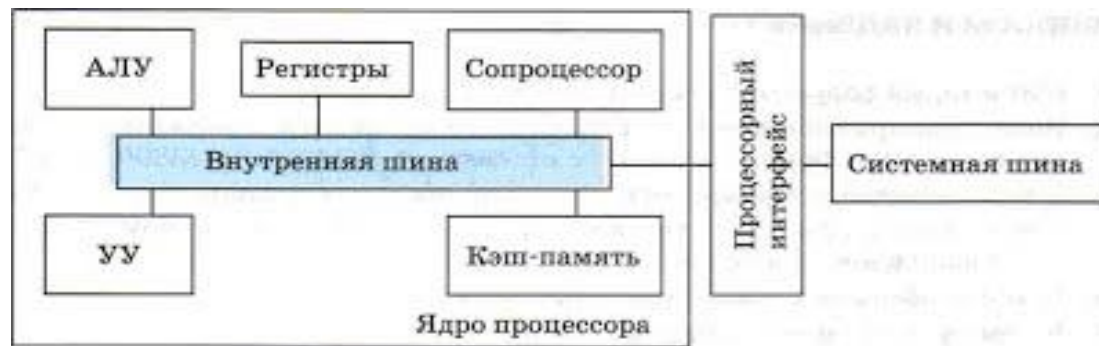 АЛУ
Регистры
Сопроцессор
Внутренняя шина
УУ
Кэш-память
Ядро процессора
Процессорный
интерфейс
Системная шина